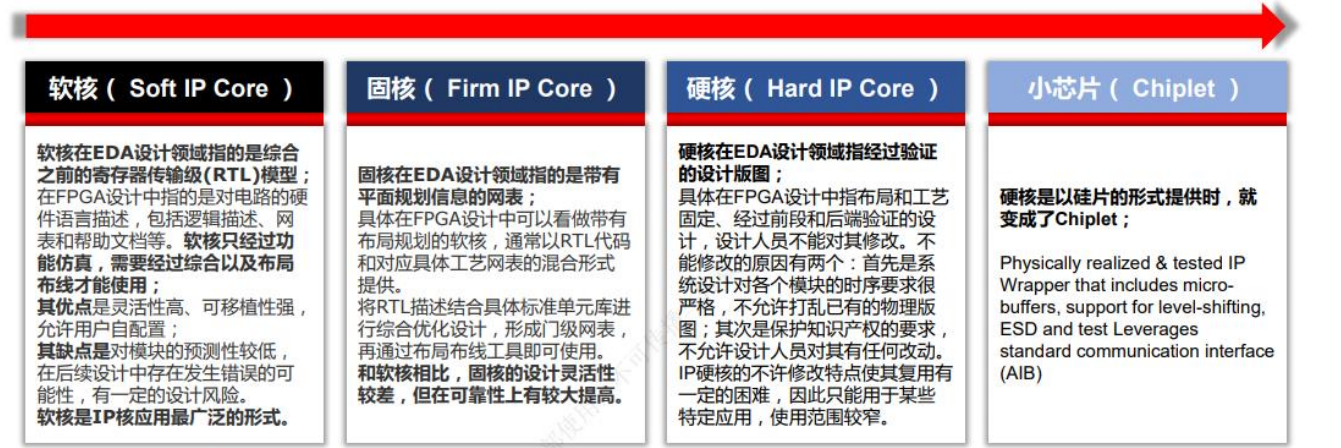 软核（ Soft IP Core ）
软核在EDA设计领域指的是综合
之前的寄存器传输级(RTL)模型；
在FPGA设计中指的是对电路的硬
件语言描述，包括逻辑描述、网
表和帮助文档等。软核只经过功
能仿真，需要经过综合以及布局
布线才能使用；
其优点是灵活性高、可移植性强，
允许用户自配置；
其缺点是对模块的预测性较低，
在后续设计中存在发生错误的可
能性，有一定的设计风险。
软核是IP核应用最广泛的形式。
固核（ Firm IP Core ）
固核在EDA设计领域指的是带有
平面规划信息的网表；
具体在FPGA设计中可以看做带有
布局规划的软核，通常以RTL代码
和对应具体工艺网表的混合形式
提供。
将RTL描述结合具体标准单元库进
行综合优化设计，形成门级网表，
再通过布局布线工具即可使用。
和软核相比，固核的设计灵活性
较差，但在可靠性上有较大提高。
硬核（ Hard IP Core ）
硬核在EDA设计领域指经过验证
的设计版图；
具体在FPGA设计中指布局和工艺
固定、经过前段和后端验证的设
计，设计人员不能对其修改。不
能修改的原因有两个：首先是系
统设计对各个模块的时序要求很
严格，不允许打乱已有的物理版
图；其次是保护知识产权的要求，
不允许设计人员对其有任何改动。
IP硬核的不许修改特点使其复用有
一定的困难，因此只能用于某些
特定应用，使用范围较窄。
小芯片（ Chiplet ）
硬核是以硅片的形式提供时，就
变成了Chiplet；
Physically realized & tested IP
Wrapper that includes micro-
buffers, support for level-shifting,
ESD and test Leverages
standard communication interface
(AIB)